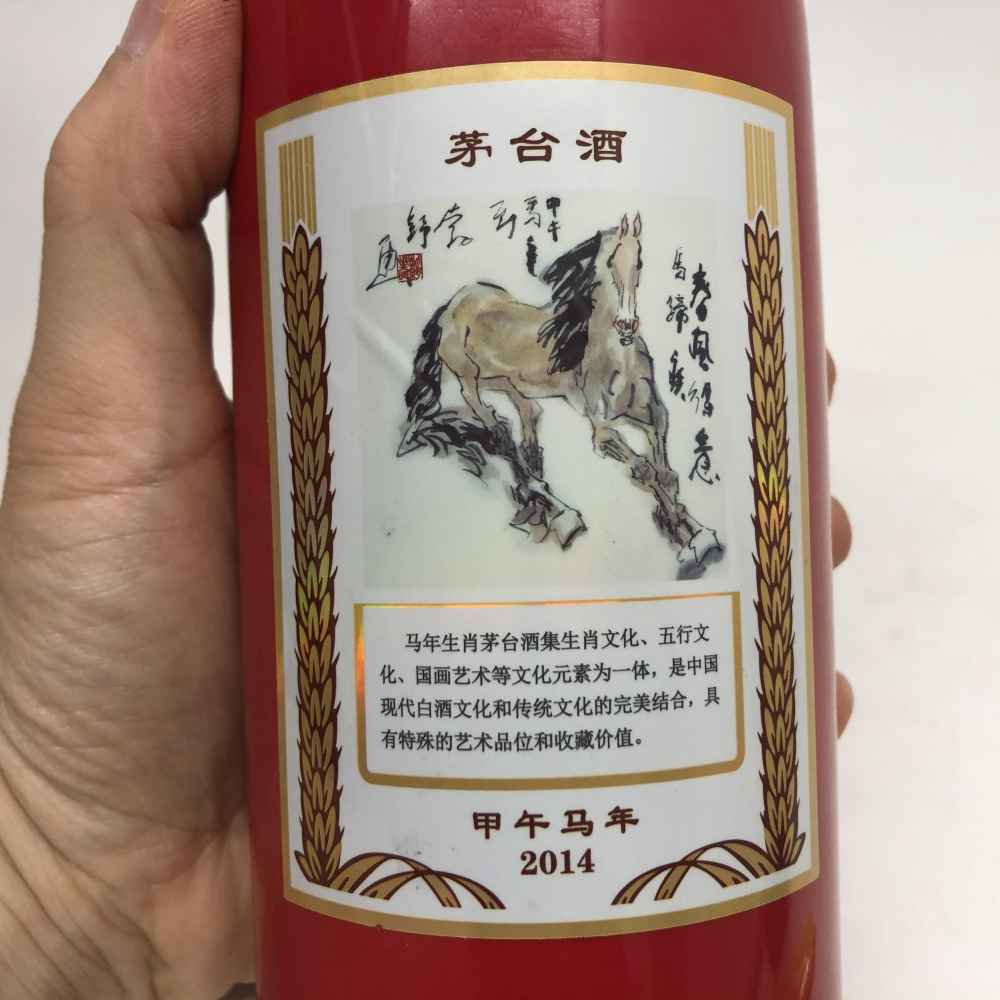 茅台酒
甲午
马年生肖茅台酒集生肖文化、五行文
化、国画艺术等文化元素为一体，是中国
现代白酒文化和传统文化的完美结合，具
有特殊的艺术品位和收藏价值。
甲午马年
2014